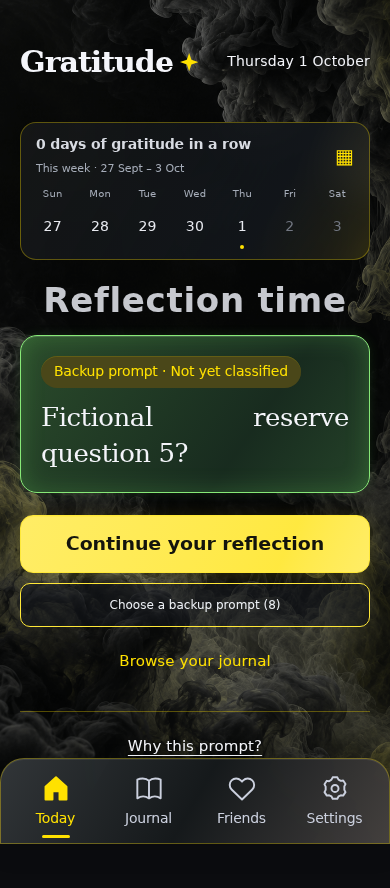 Gratitude
Thursday 1 October
0 days of gratitude in a row
This week · 27 Sept – 3 Oct
Sun Mon Tue Wed Thu Fri Sat
27 28 29 30 1 2 3
Reflection time
Backup prompt · Not yet classified
Fictional reserve
question 5?
Continue your reflection
Choose a backup prompt (8)
Browse your journal
Why this prompt?
Today Journal Friends Settings